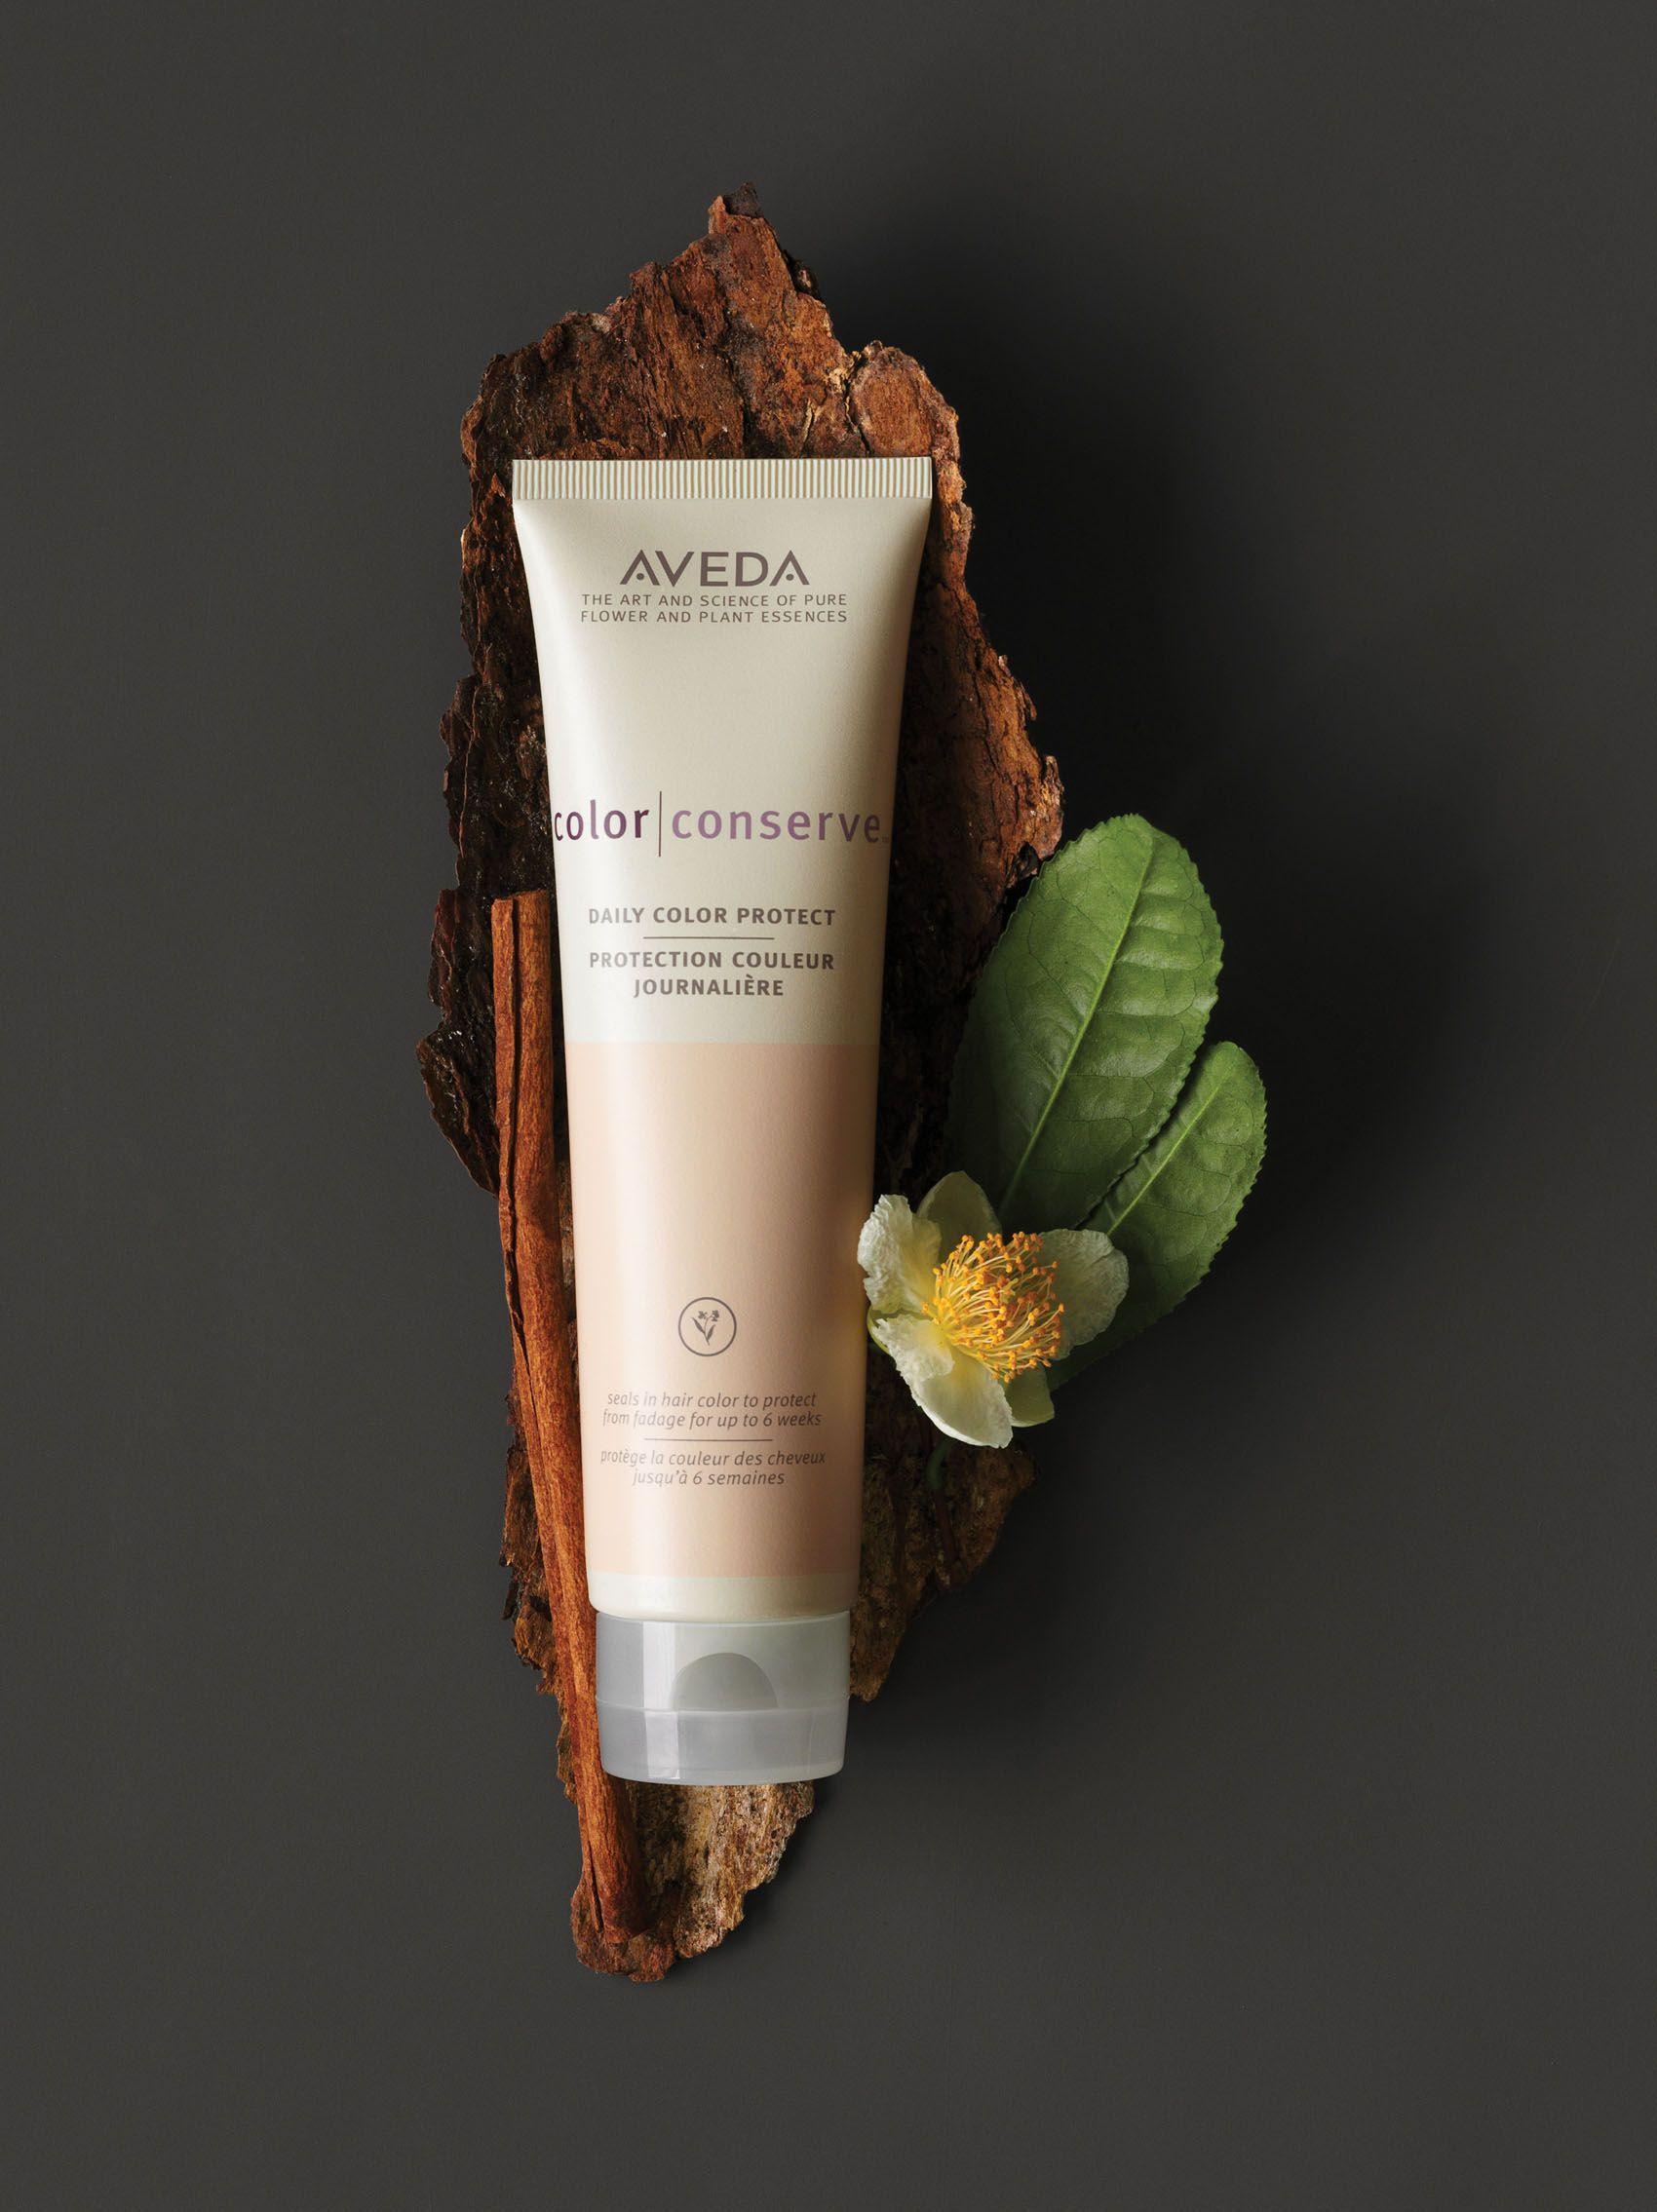 AVEDA
THE ART AND SCIENCE OF PURE
FLOWER AND PLANT ESSENCES
color|conserve
DAILY COLOR PROTECT
PROTECTION COULEUR
JOURNALIÈRE
seals in hair color to protect
from fadage for up to 6 weeks
protège la couleur des cheveux
jusqu'à 6 semaines